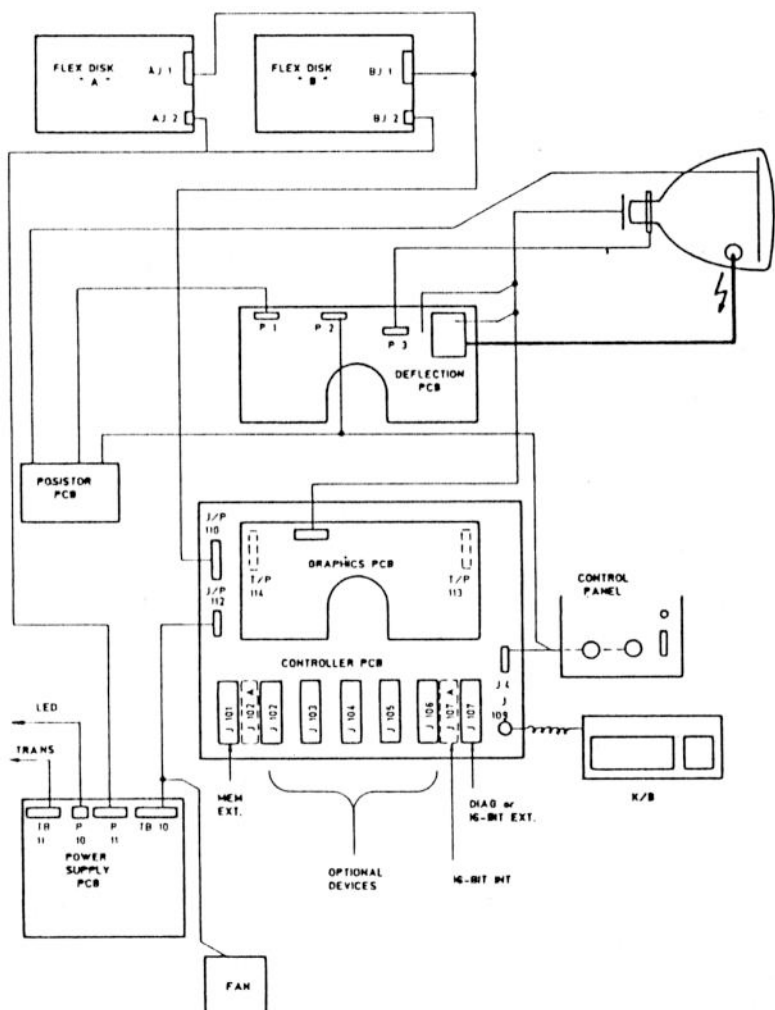 FLEX DISK
" A "
AJ 1
AJ 2
FLEX DISK
" B "
BJ 1
BJ 2
P 1
P 2
P 3
DEFLECTION
PCB
POSISTOR
PCB
J/P
110
J/P
112
GRAPHICS PCB
T/P
114
T/P
113
CONTROLLER PCB
J 101
J 102 A
J 102
J 103
J 104
J 105
J 106
J 107 A
J 107
J 4
J
109
CONTROL
PANEL
K/B
MEM
EXT.
OPTIONAL
DEVICES
DIAG or
16-BIT EXT.
16-BIT INT
LED
TRANS
TB
11
P
10
P
11
TB 10
POWER
SUPPLY
PCB
FAN